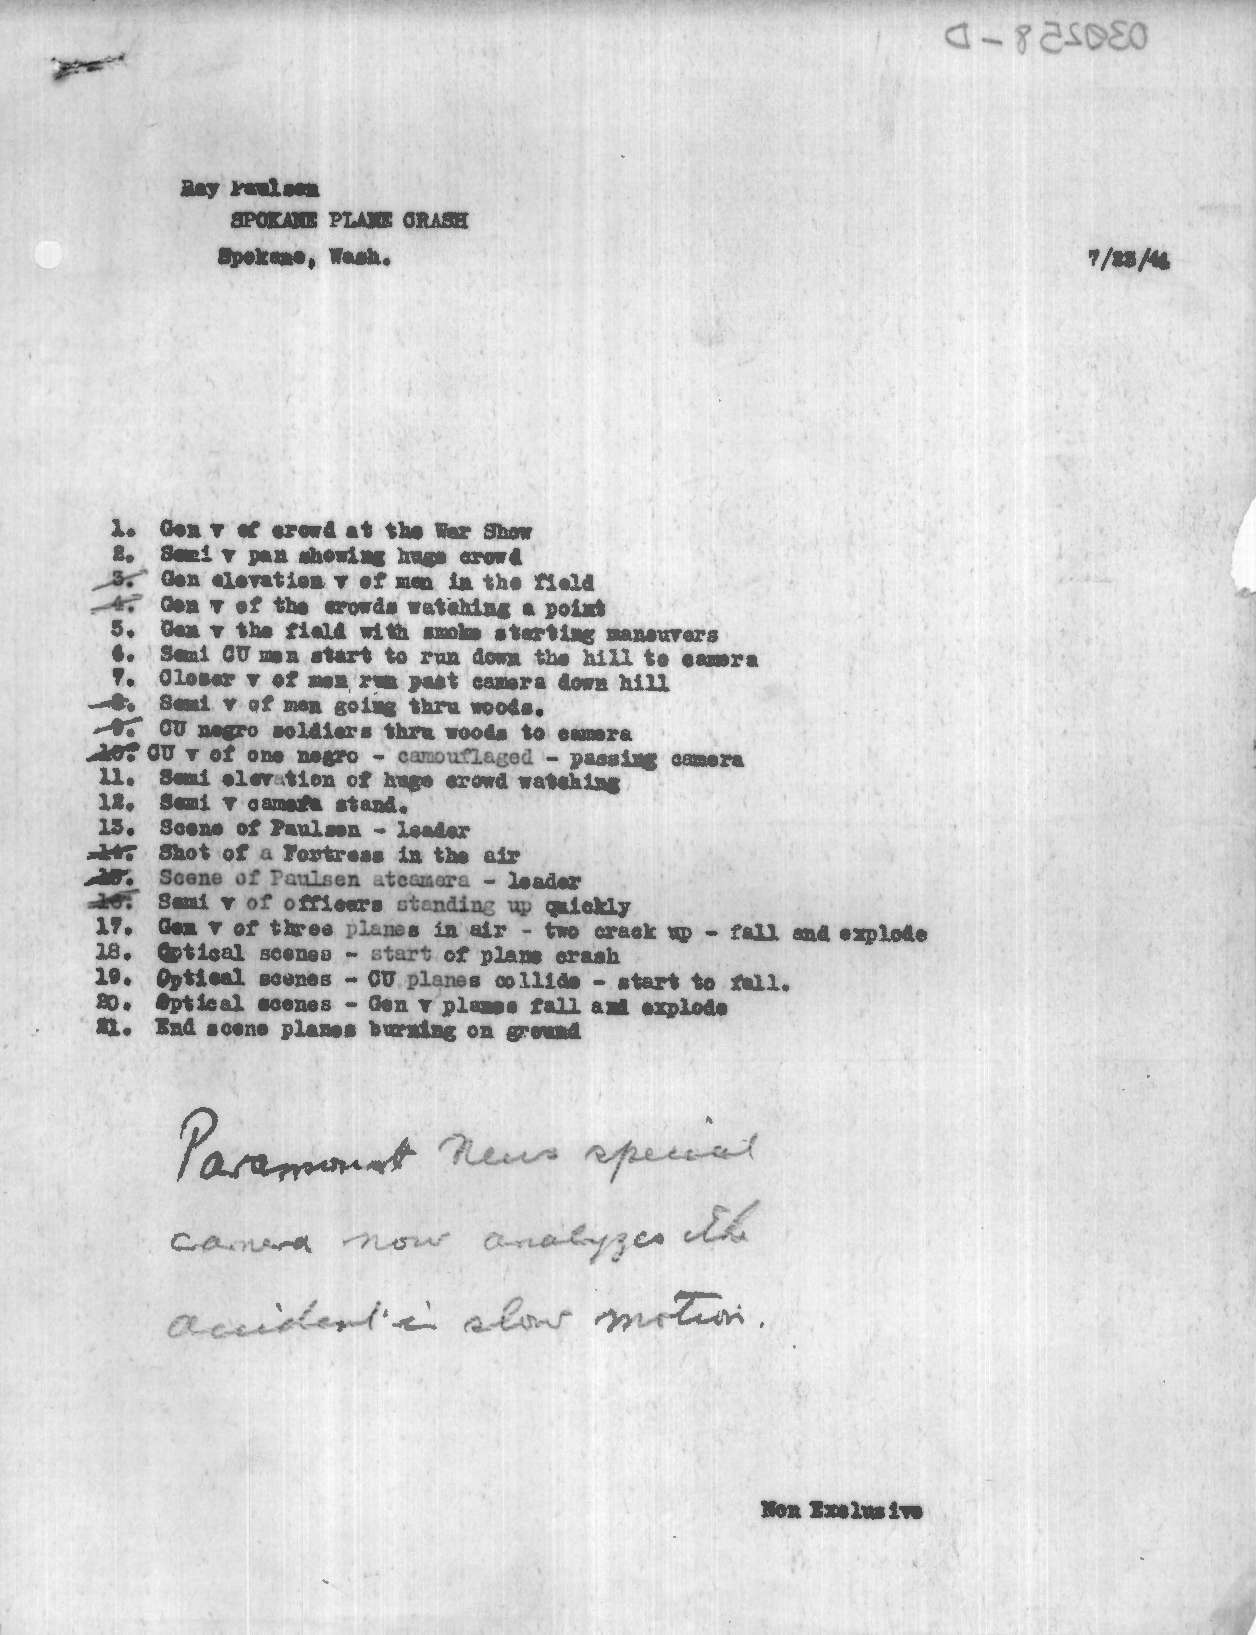 030258-D
Ray Paulsen
SPOKANE PLANE CRASH
Spokane, Wash. 7/23/44
1. Gen v of crowd at the War Show
2. Semi v pan showing huge crowd
3. Gen elevation v of men in the field
4. Gen v of the crowds watching a point
5. Gen v the field with smoke starting maneuvers
6. Semi CU men start to run down the hill to camera
7. Closer v of men run past camera down hill
8. Semi v of men going thru woods.
9. CU negro soldiers thru woods to camera
10. CU v of one negro - camouflaged - passing camera
11. Semi elevation of huge crowd watching
12. Semi v camera stand.
13. Scene of Paulsen - leader
14. Shot of a Fortress in the air
15. Scene of Paulsen atcamera - leader
16. Semi v of officers standing up quickly
17. Gen v of three planes in air - two crack up - fall and explode
18. Optical scenes - start of plane crash
19. Optical scenes - CU planes collide - start to fall.
20. Optical scenes - Gen v planes fall and explode
21. End scene planes burning on ground
Paramount News special
camera now analyzes the
accident in slow motion.
Non Exclusive